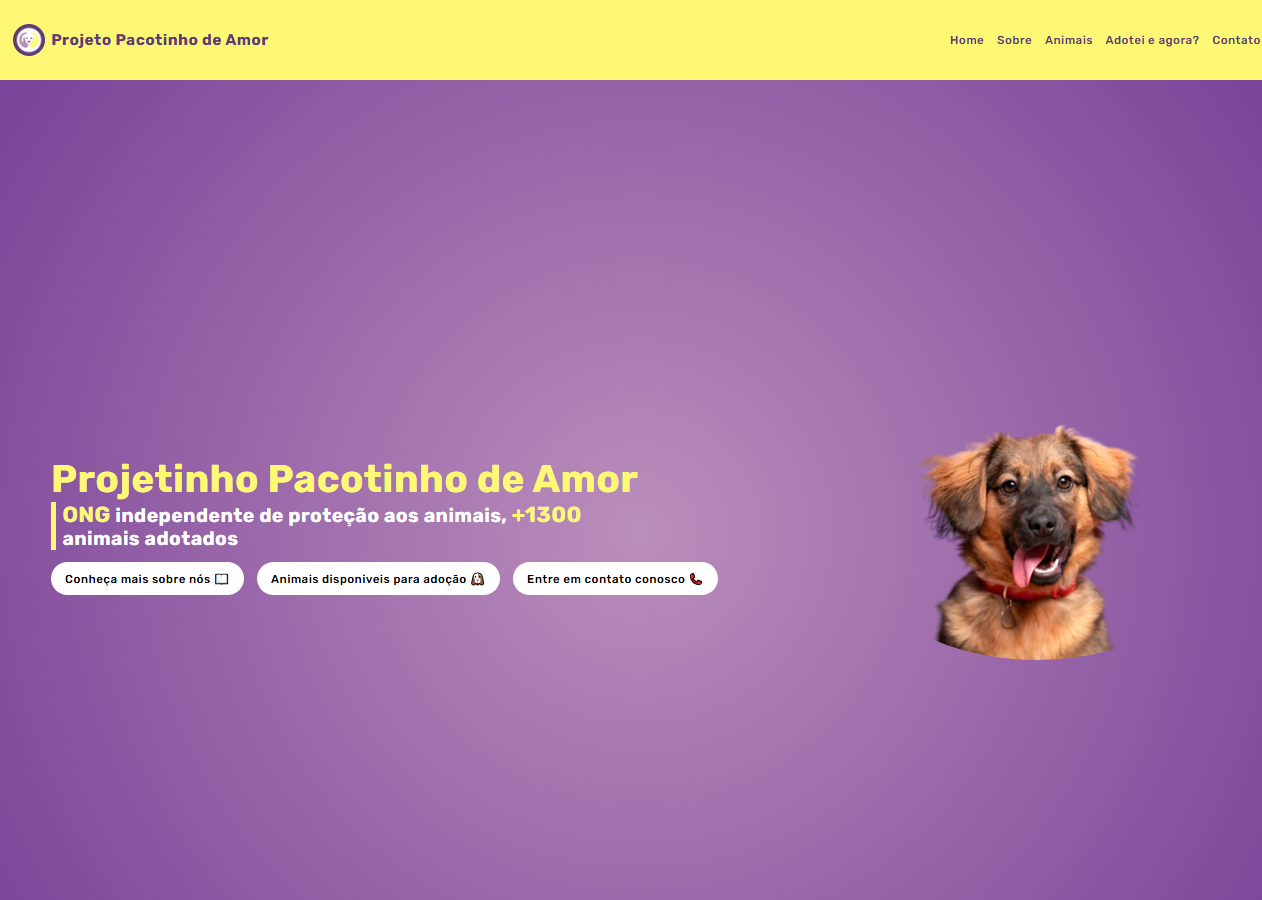 Projeto Pacotinho de Amor
Home Sobre Animais Adotei e agora? Contato
Projetinho Pacotinho de Amor
ONG independente de proteção aos animais, +1300
animais adotados
Conheça mais sobre nós Animais disponiveis para adoção Entre em contato conosco